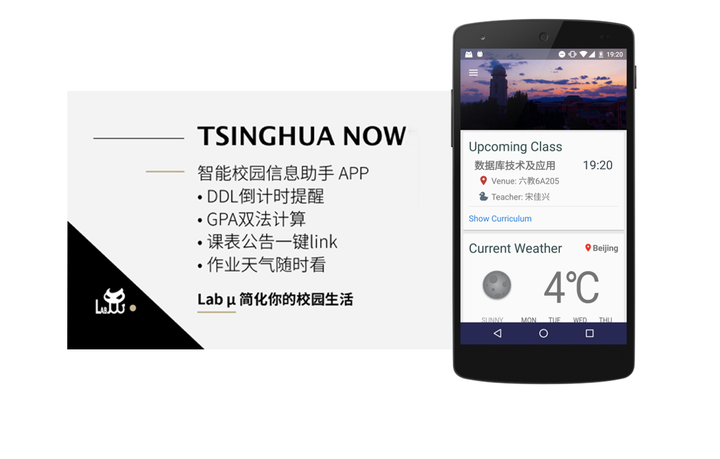 TSINGHUA NOW
智能校园信息助手 APP
• DDL倒计时提醒
• GPA双法计算
• 课表公告一键link
• 作业天气随时看
Lab μ 简化你的校园生活
LAB
19:20
Upcoming Class
数据库技术及应用 19:20
Venue: 六教6A205
Teacher: 宋佳兴
Show Curriculum
Current Weather Beijing
4℃
SUNNY MON TUE WED THU